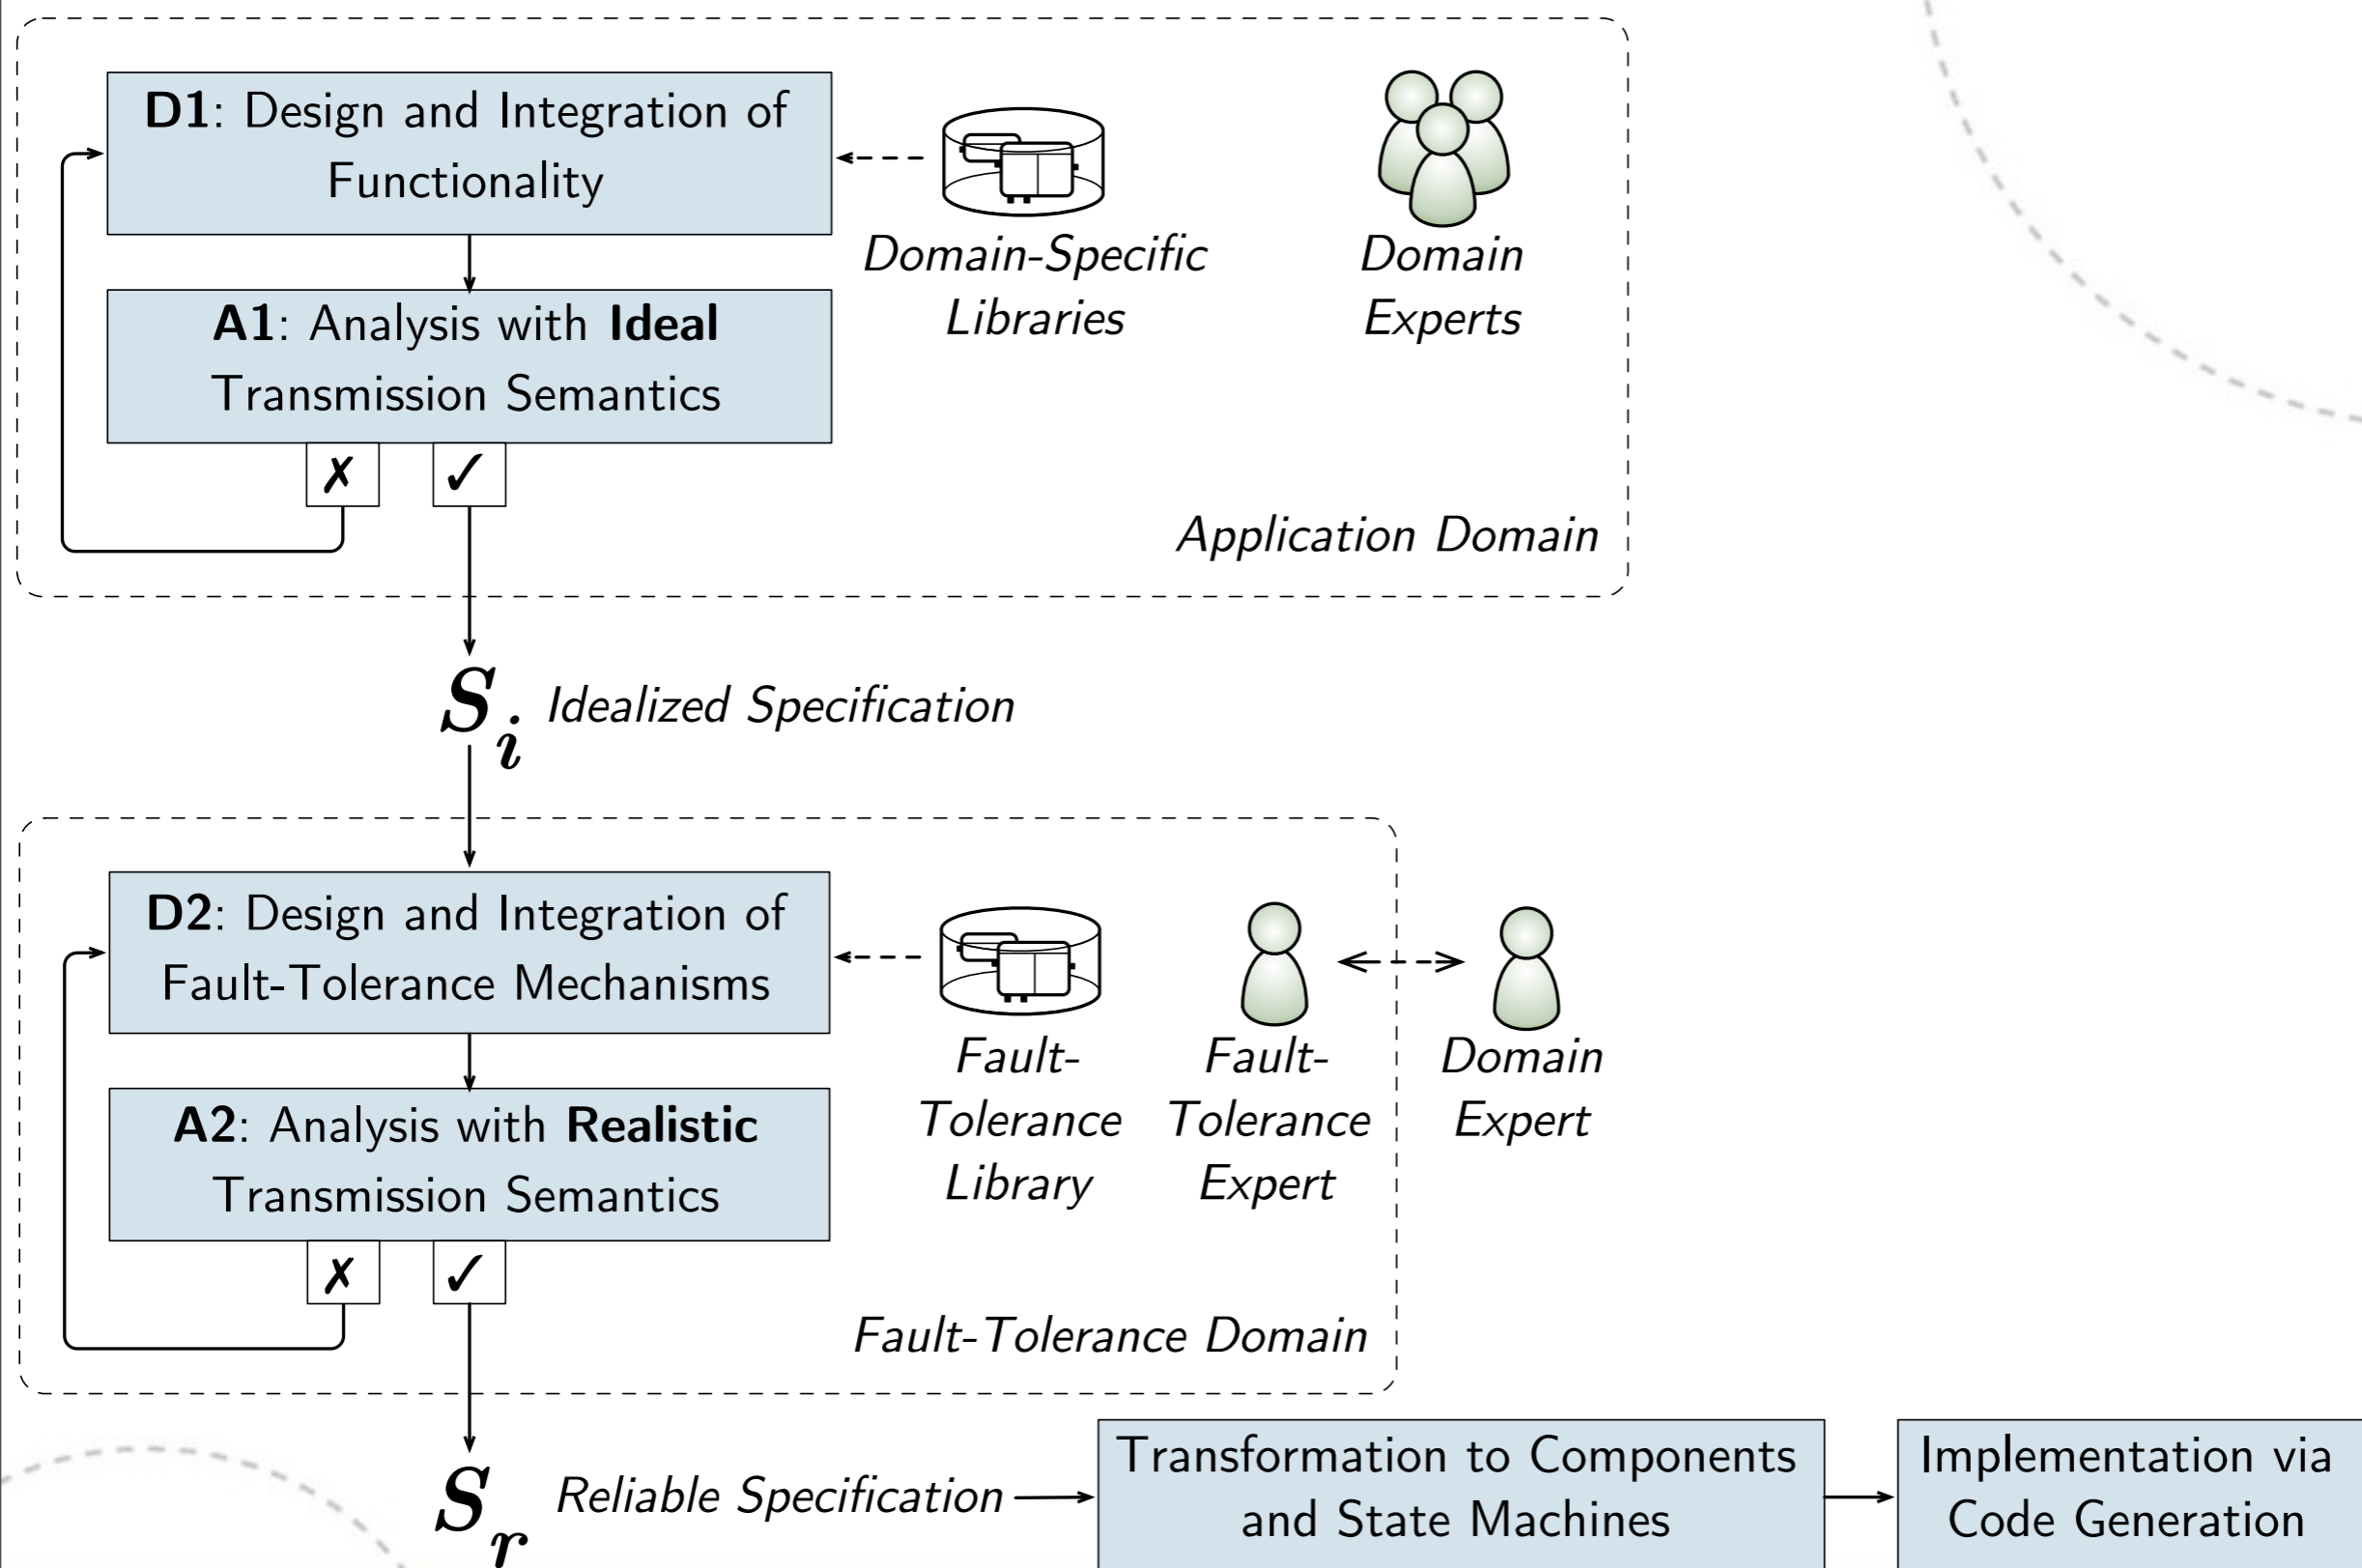 D1: Design and Integration of
Functionality
Domain-Specific
Libraries
Domain
Experts
A1: Analysis with Ideal
Transmission Semantics
✗ ✓
Application Domain
Si Idealized Specification
D2: Design and Integration of
Fault-Tolerance Mechanisms
Fault-
Tolerance
Library
Fault-
Tolerance
Expert
Domain
Expert
A2: Analysis with Realistic
Transmission Semantics
✗ ✓
Fault-Tolerance Domain
Sr Reliable Specification
Transformation to Components
and State Machines
Implementation via
Code Generation